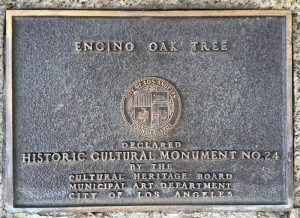 ENCINO OAK TREE
DECLARED
HISTORIC CULTURAL MONUMENT NO. 24
BY THE
CULTURAL HERITAGE BOARD
MUNICIPAL ART DEPARTMENT
CITY OF LOS ANGELES